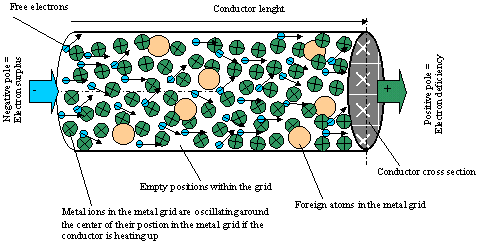 Free electrons
Conductor lenght
Negative pole =
Electron surplus
-
+
Positive pole =
Electron deficiency
Conductor cross section
Empty positions within the grid
Foreign atoms in the metal grid
Metal ions in the metal grid are oscillating around
the center of their postion in the metal grid if the
conductor is heating up